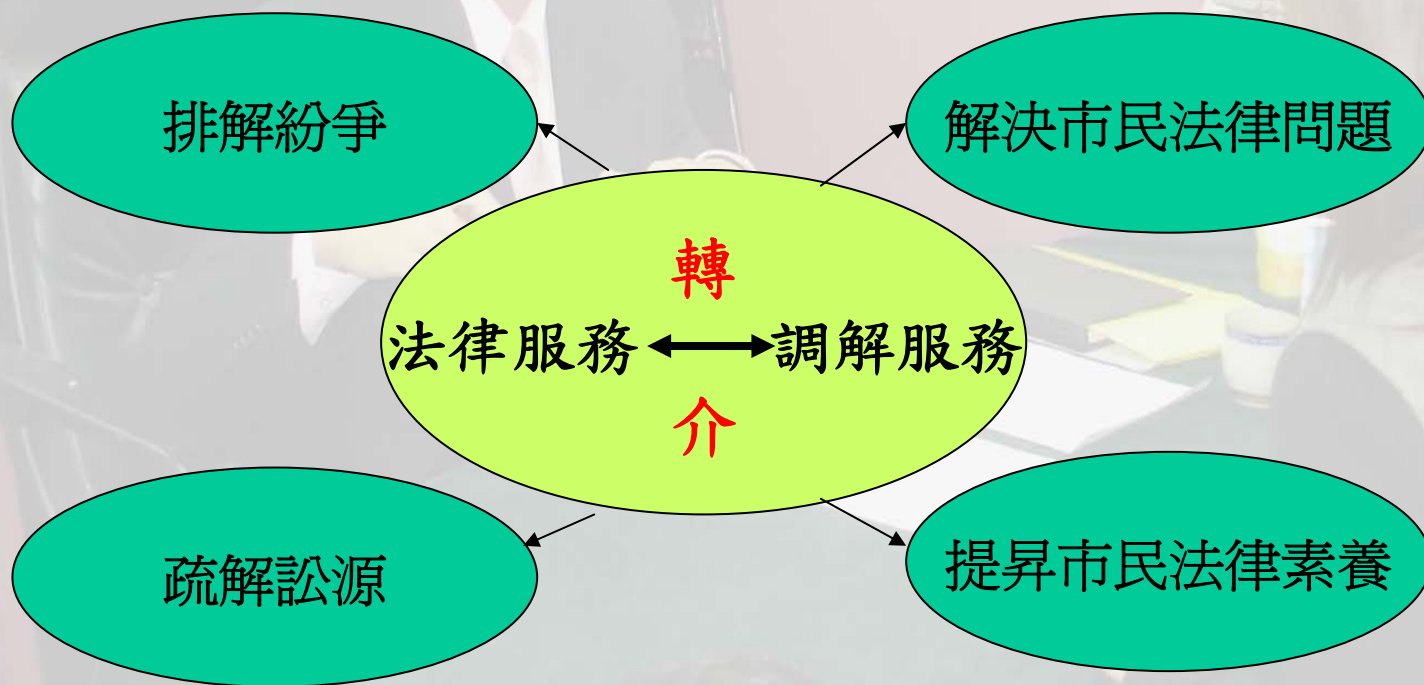 排解紛爭
解決市民法律問題
轉
法律服務
調解服務
介
疏解訟源
提昇市民法律素養